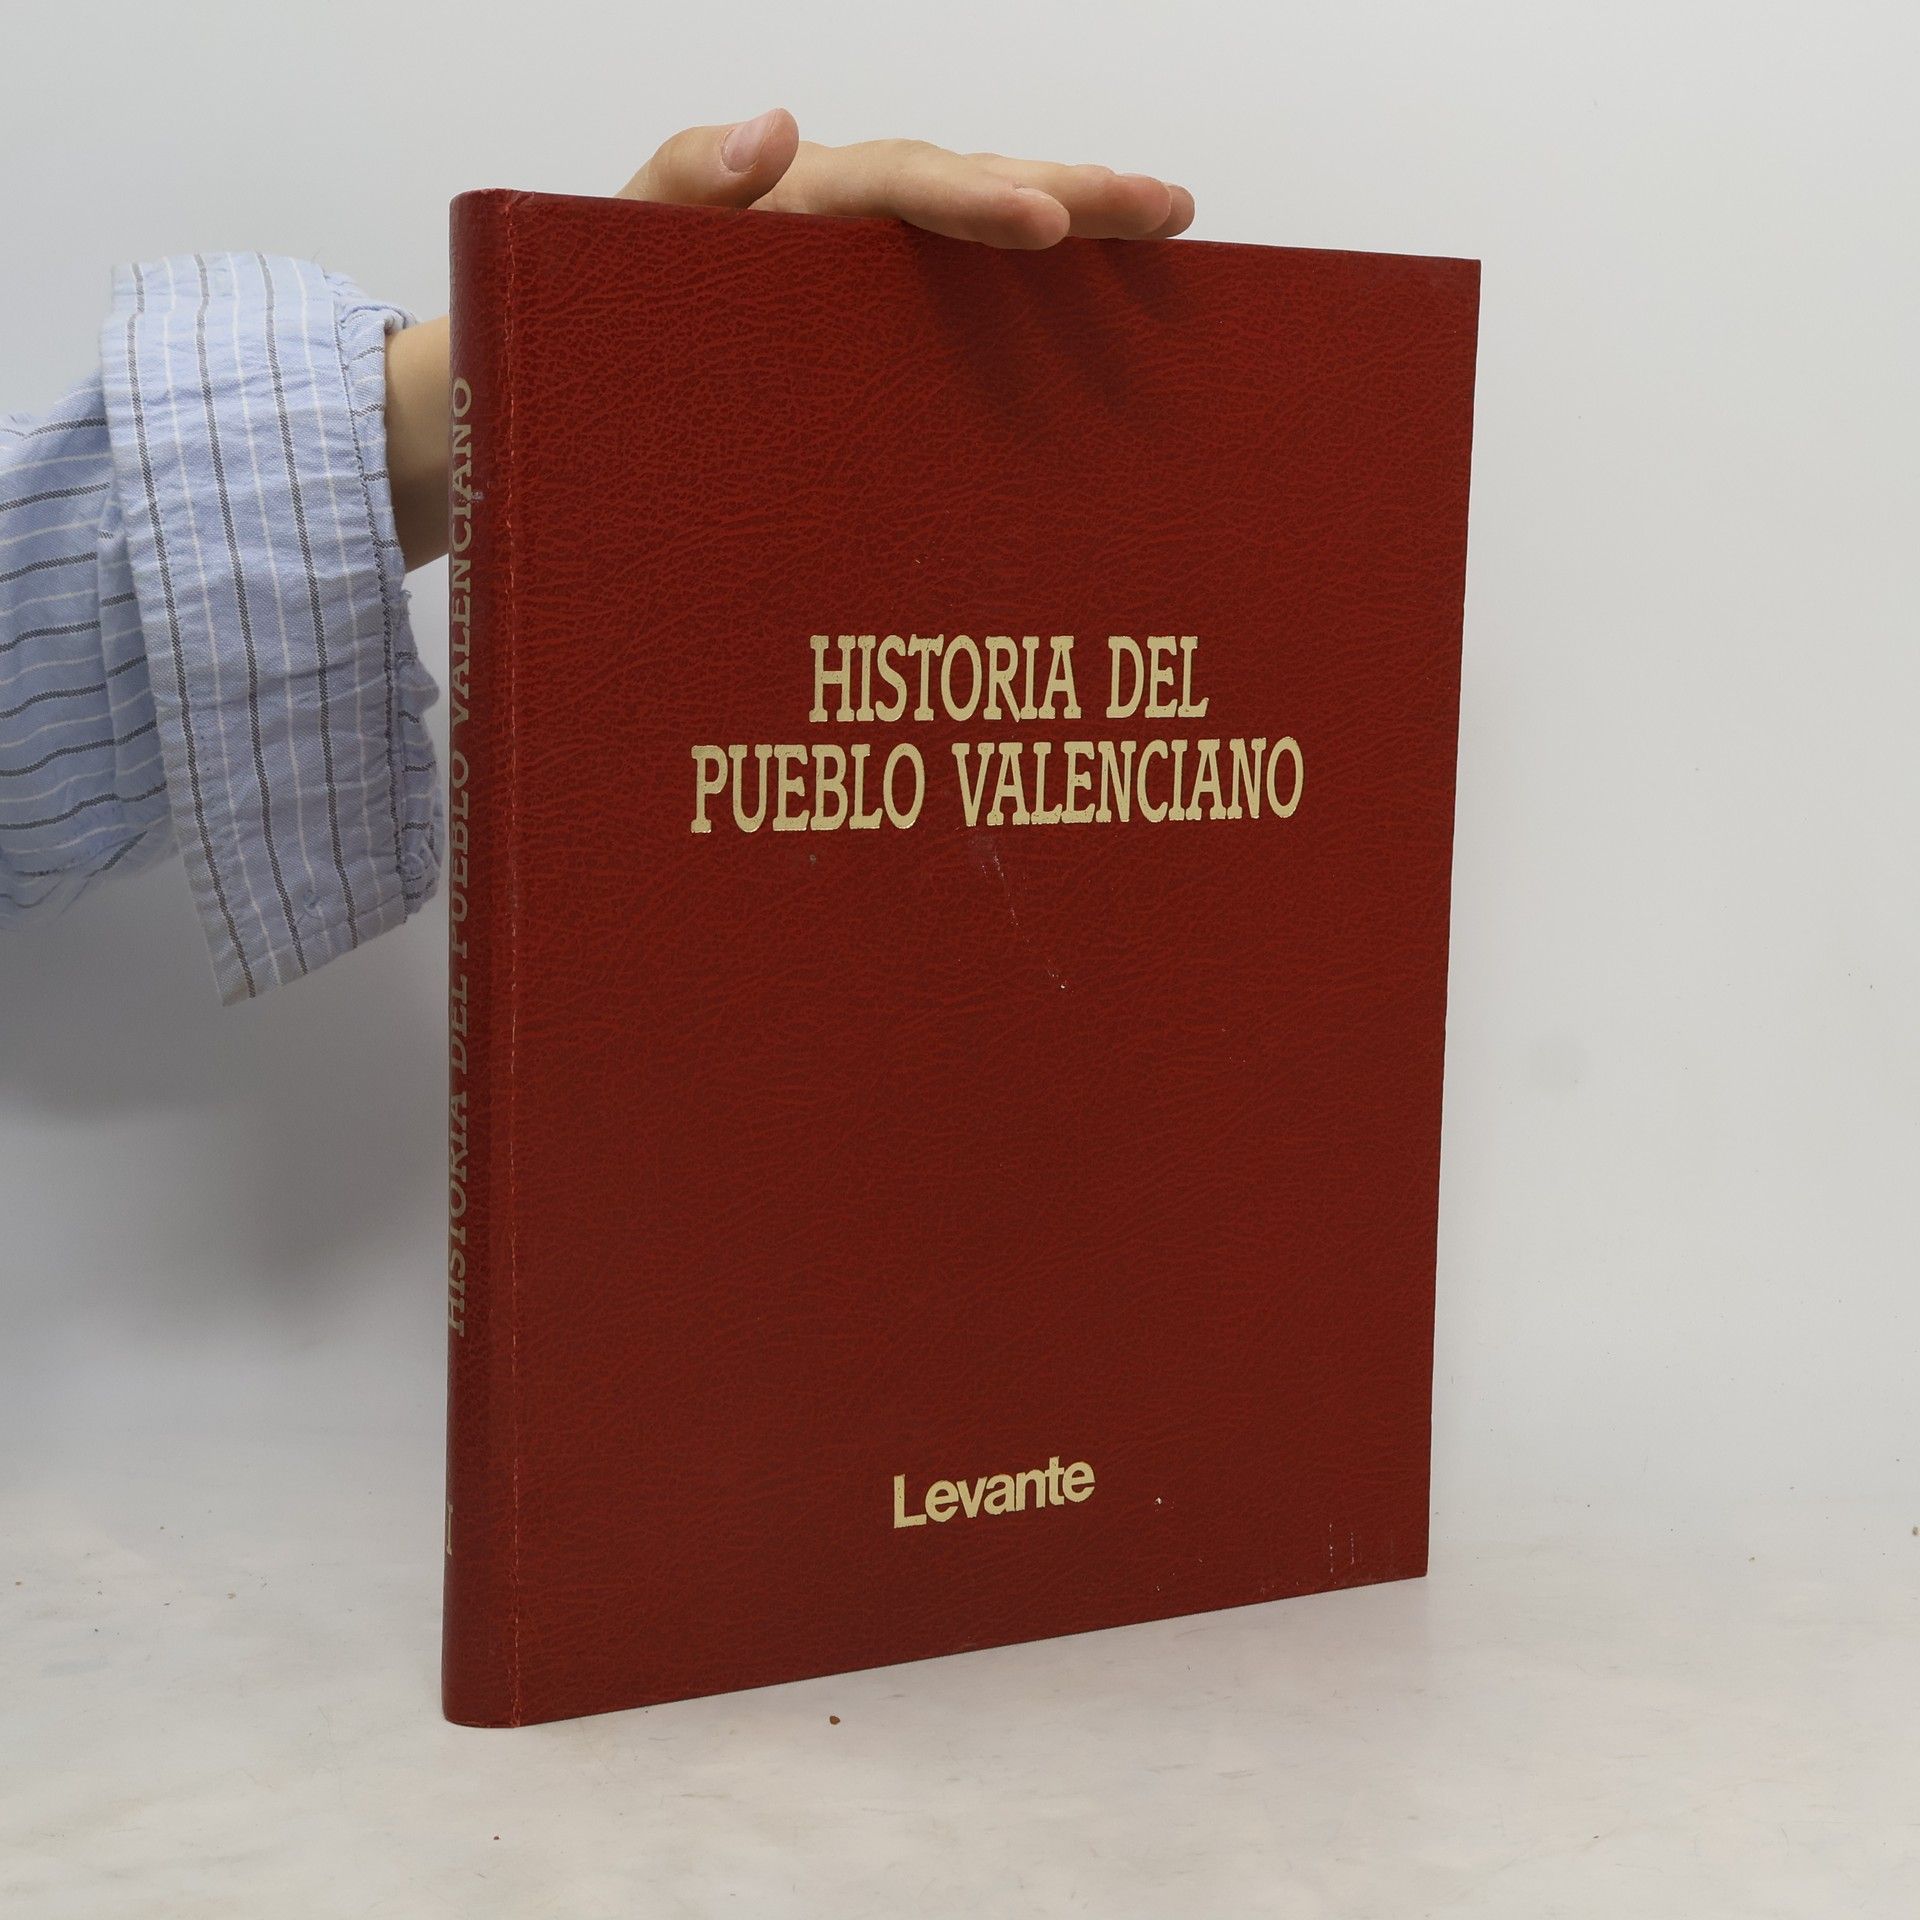 HISTORIA DEL PUEBLO VALENCIANO
I
HISTORIA DEL
PUEBLO VALENCIANO
Levante